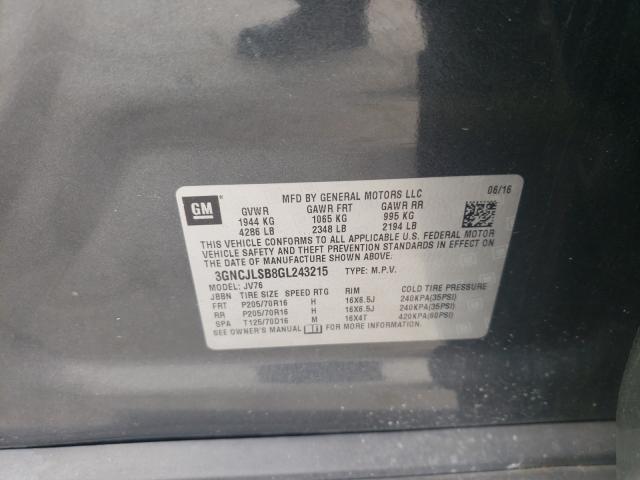 MFD BY GENERAL MOTORS LLC 06/16
GM
GVWR GAWR FRT GAWR RR
1944 KG 1065 KG 995 KG
4286 LB 2348 LB 2194 LB
THIS VEHICLE CONFORMS TO ALL APPLICABLE U.S. FEDERAL MOTOR
VEHICLE SAFETY AND THEFT PREVENTION STANDARDS IN EFFECT ON
THE DATE OF MANUFACTURE SHOWN ABOVE.
3GNCJLSB8GL243215 TYPE: M.P.V.
MODEL: JV76
JBBN TIRE SIZE SPEED RTG RIM COLD TIRE PRESSURE
FRT P205/70R16 H 16X6.5J 240KPA(35PSI)
RR P205/70R16 H 16X6.5J 240KPA(35PSI)
SPA T125/70D16 M 16X4T 420KPA(60PSI)
SEE OWNER'S MANUAL FOR MORE INFORMATION.